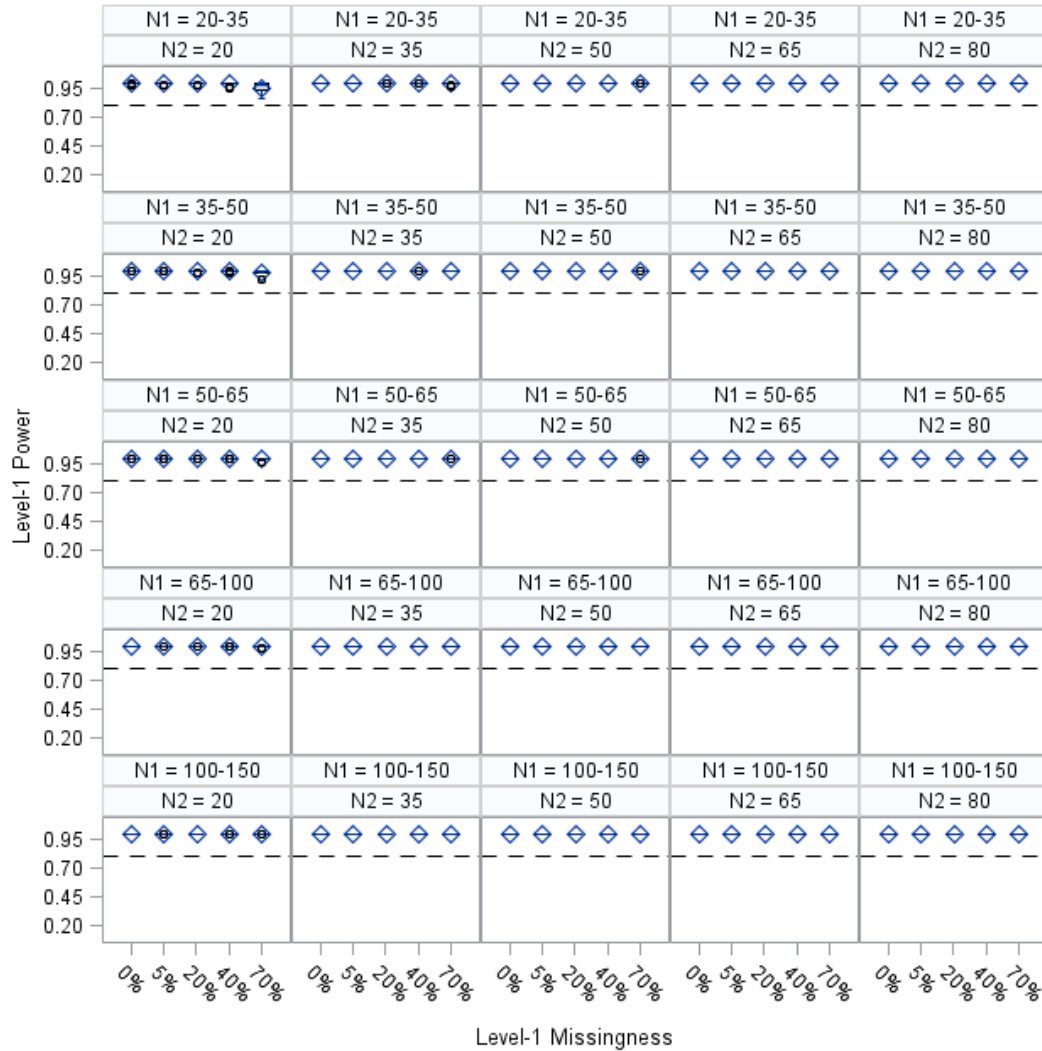 N1 = 20-35 N1 = 20-35 N1 = 20-35 N1 = 20-35 N1 = 20-35
N2 = 20 N2 = 35 N2 = 50 N2 = 65 N2 = 80
0.95
0.70
0.45
0.20
N1 = 35-50 N1 = 35-50 N1 = 35-50 N1 = 35-50 N1 = 35-50
N2 = 20 N2 = 35 N2 = 50 N2 = 65 N2 = 80
0.95
0.70
0.45
0.20
N1 = 50-65 N1 = 50-65 N1 = 50-65 N1 = 50-65 N1 = 50-65
N2 = 20 N2 = 35 N2 = 50 N2 = 65 N2 = 80
0.95
0.70
0.45
0.20
Level-1 Power
N1 = 65-100 N1 = 65-100 N1 = 65-100 N1 = 65-100 N1 = 65-100
N2 = 20 N2 = 35 N2 = 50 N2 = 65 N2 = 80
0.95
0.70
0.45
0.20
N1 = 100-150 N1 = 100-150 N1 = 100-150 N1 = 100-150 N1 = 100-150
N2 = 20 N2 = 35 N2 = 50 N2 = 65 N2 = 80
0.95
0.70
0.45
0.20
0% 5% 20% 40% 70% 0% 5% 20% 40% 70% 0% 5% 20% 40% 70% 0% 5% 20% 40% 70% 0% 5% 20% 40% 70%
Level-1 Missingness